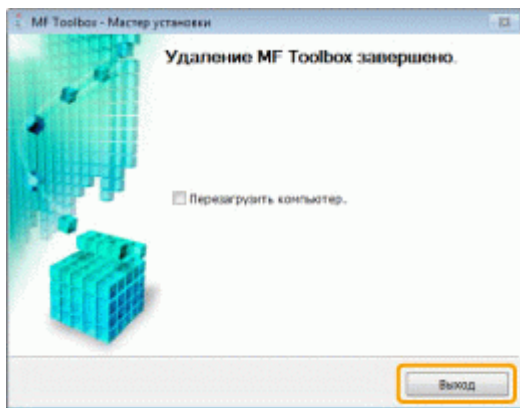 MF Toolbox - Мастер установки
Удаление MF Toolbox завершено.
Перезагрузить компьютер.
Выход